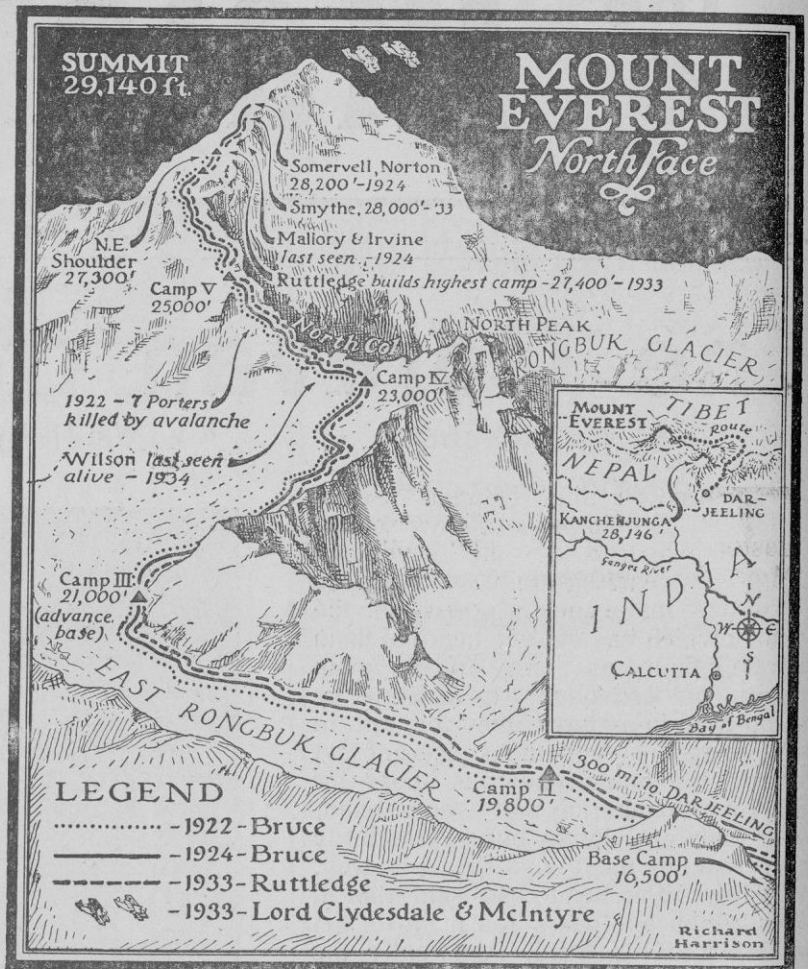 SUMMIT
29,140 ft.
MOUNT
EVEREST
North Face
Somervell, Norton
28,200'-1924
Smythe, 28,000'-'33
Mallory & Irvine
last seen -1924
Ruttledge builds highest camp -27,400'-1933
N.E.
Shoulder
27,300'
Camp V
25,000'
North Col
NORTH PEAK
RONGBUK GLACIER
Camp IV
23,000'
1922 - 7 Porters
killed by avalanche
Wilson last seen
alive - 1934
Camp III
21,000'
(advance
base)
EAST RONGBUK GLACIER
Camp II
19,800'
300 mi. to DARJEELING
Base Camp
16,500'
MOUNT
EVEREST
TIBET
Route
NEPAL
DAR-
JEELING
KANCHENJUNGA
28,146'
Ganges River
INDIA
N
W E
S
CALCUTTA
Bay of Bengal
LEGEND
-1922-Bruce
-1924-Bruce
-1933-Ruttledge
-1933-Lord Clydesdale & McIntyre
Richard
Harrison